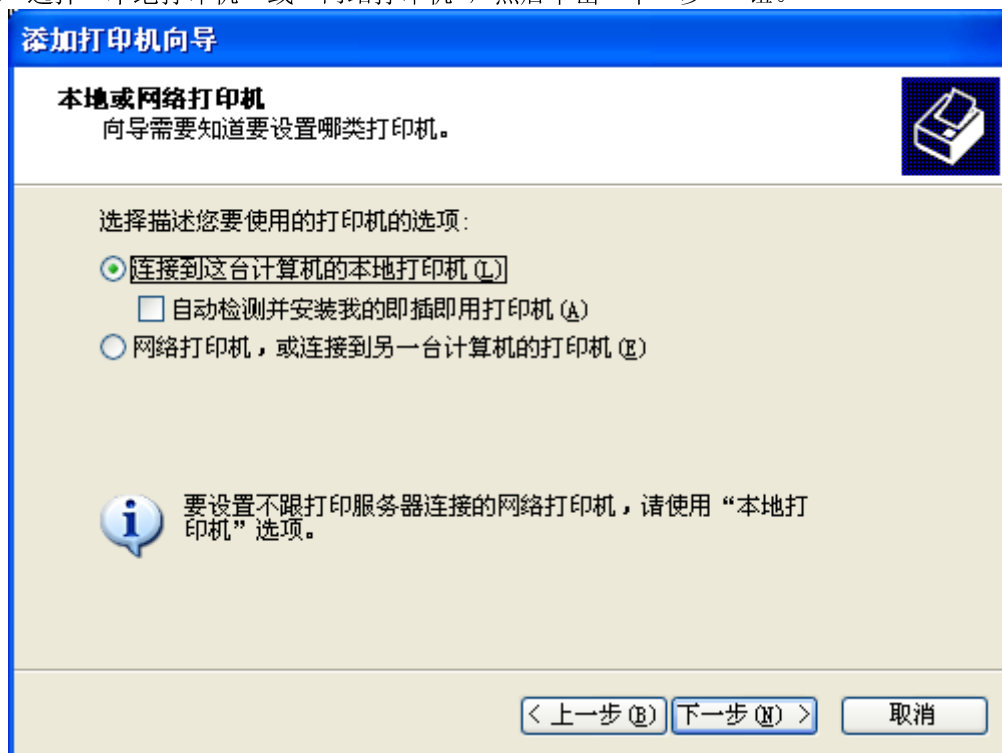 添加打印机向导
本地或网络打印机
向导需要知道要设置哪类打印机。
选择描述您要使用的打印机的选项:
连接到这台计算机的本地打印机(L)
自动检测并安装我的即插即用打印机(A)
网络打印机，或连接到另一台计算机的打印机(E)
要设置不跟打印服务器连接的网络打印机，请使用“本地打
印机”选项。
< 上一步(B) 下一步(N) > 取消